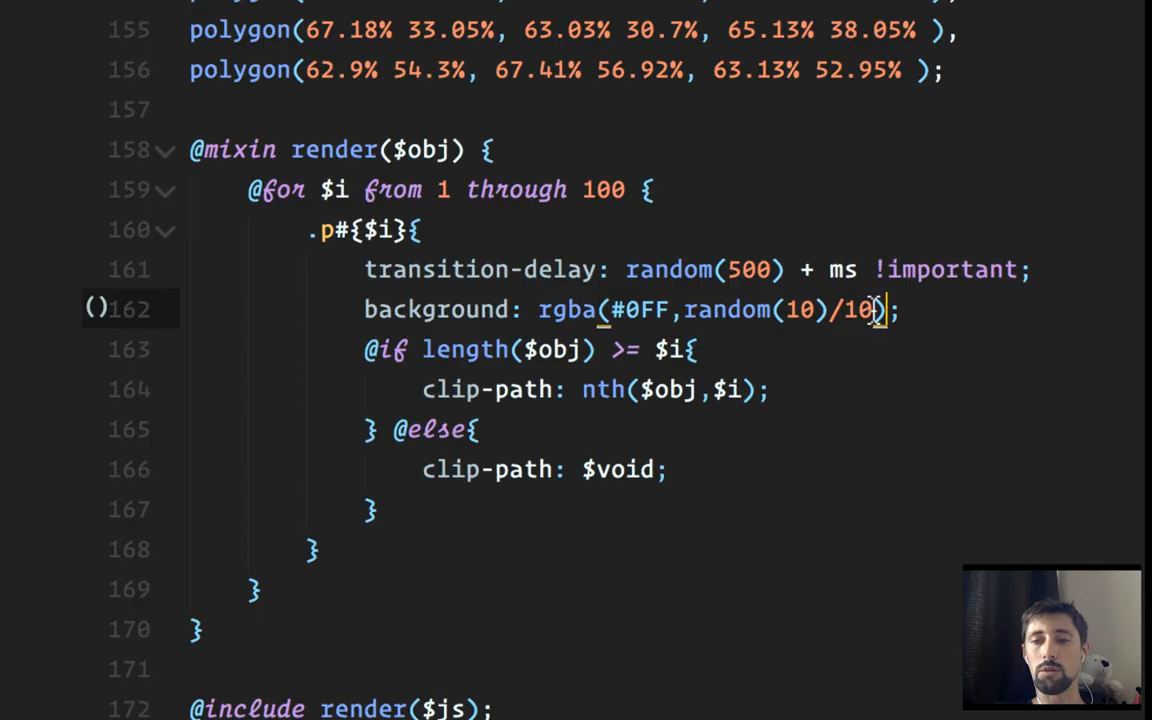 155 polygon(67.18% 33.05%, 63.03% 30.7%, 65.13% 38.05% ),
156 polygon(62.9% 54.3%, 67.41% 56.92%, 63.13% 52.95% );
157
158 @mixin render($obj) {
159 @for $i from 1 through 100 {
160 .p#{$i}{
161 transition-delay: random(500) + ms !important;
()162 background: rgba(#0FF,random(10)/10);
163 @if length($obj) >= $i{
164 clip-path: nth($obj,$i);
165 } @else{
166 clip-path: $void;
167 }
168 }
169 }
170 }
171
172 @include render($js);